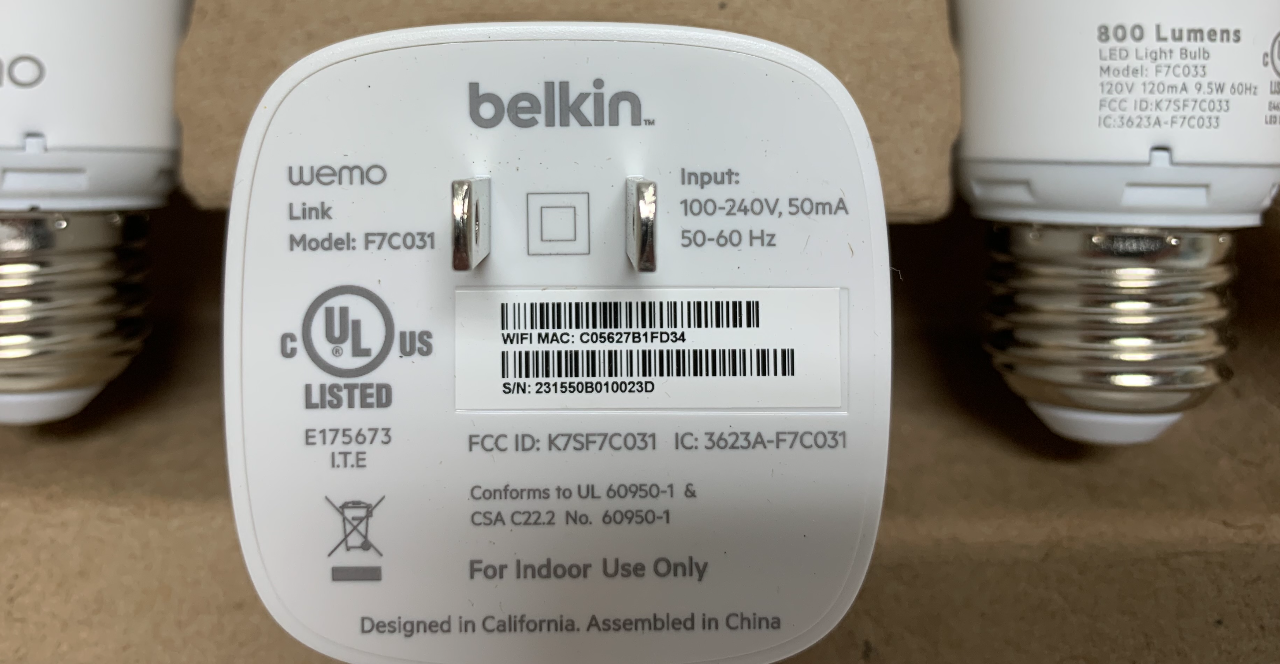 mo
belkin™
wemo
Link
Model: F7C031
Input:
100-240V, 50mA
50-60 Hz
C UL® US
LISTED
E175673
I.T.E
WIFI MAC: C05627B1FD34
S/N: 231550B010023D
FCC ID: K7SF7C031 IC: 3623A-F7C031
Conforms to UL 60950-1 &
CSA C22.2 No. 60950-1
For Indoor Use Only
Designed in California. Assembled in China
800 Lumens
LED Light Bulb
Model: F7C033
120V 120mA 9.5W 60Hz
FCC ID:K7SF7C033
IC:3623A-F7C033